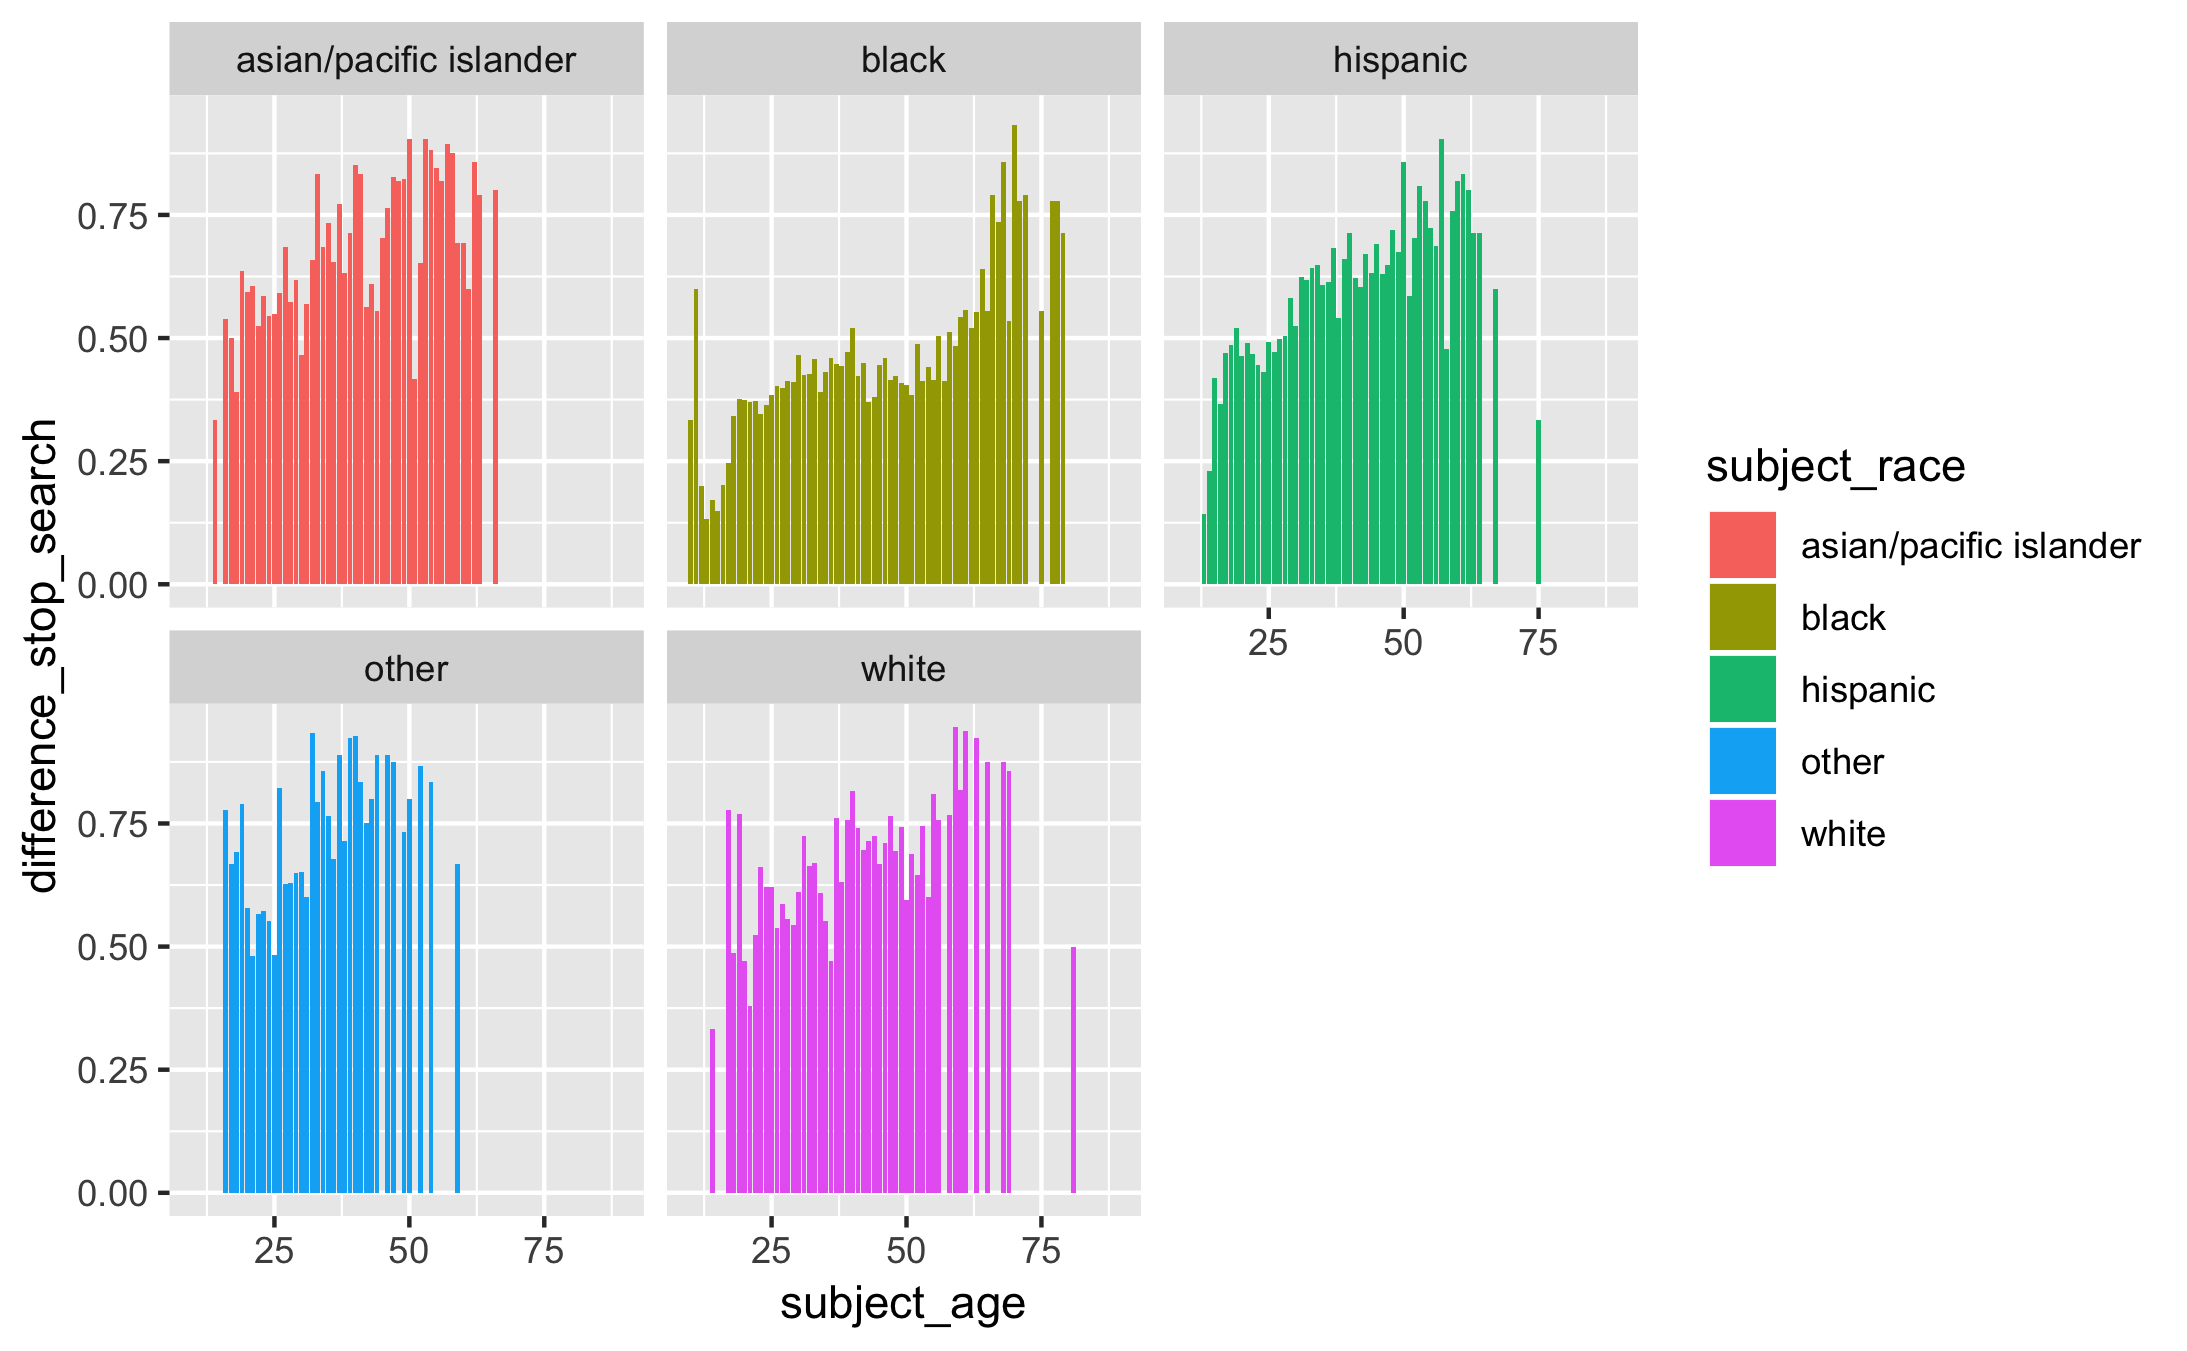 asian/pacific islander
black
hispanic
difference_stop_search
0.75
0.50
0.25
0.00
25 50 75
other
white
0.75
0.50
0.25
0.00
25 50 75
25 50 75
subject_age
subject_race
asian/pacific islander
black
hispanic
other
white